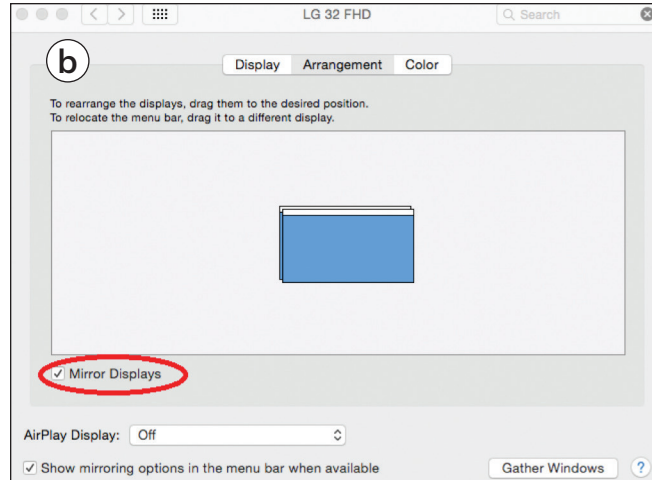 LG 32 FHD
Search
b
Display Arrangement Color
To rearrange the displays, drag them to the desired position.
To relocate the menu bar, drag it to a different display.
Mirror Displays
AirPlay Display: Off
Show mirroring options in the menu bar when available
Gather Windows
?